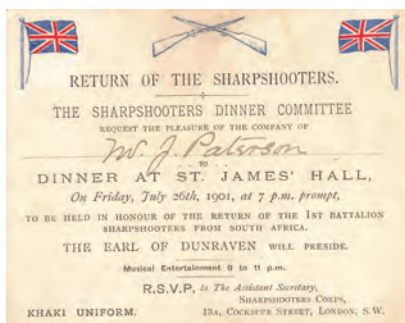 RETURN OF THE SHARPSHOOTERS.
THE SHARPSHOOTERS DINNER COMMITTEE
REQUEST THE PLEASURE OF THE COMPANY OF
W. J. Paterson
TO
DINNER AT ST. JAMES' HALL,
On Friday, July 26th, 1901, at 7 p.m. prompt,
TO BE HELD IN HONOUR OF THE RETURN OF THE 1ST BATTALION
SHARPSHOOTERS FROM SOUTH AFRICA.
THE EARL OF DUNRAVEN WILL PRESIDE.
Musical Entertainment 9 to 11 p.m.
R.S.V.P. to The Assistant Secretary,
SHARPSHOOTERS CORPS,
KHAKI UNIFORM. 13A, COCKSPUR STREET, LONDON, S.W.